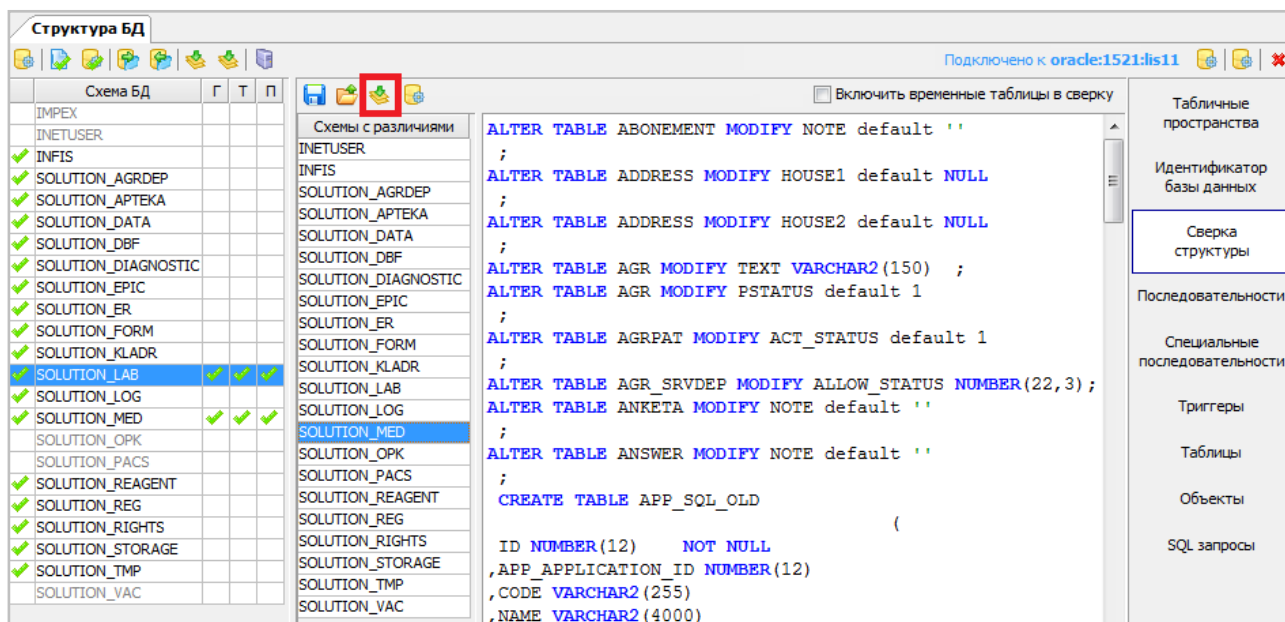 Структура БД
Подключено к oracle:1521:lis11
Схема БД Г Т П
IMPEX
INETUSER
INFIS
SOLUTION_AGRDEP
SOLUTION_APTEKA
SOLUTION_DATA
SOLUTION_DBF
SOLUTION_DIAGNOSTIC
SOLUTION_EPIC
SOLUTION_ER
SOLUTION_FORM
SOLUTION_KLADR
SOLUTION_LAB
SOLUTION_LOG
SOLUTION_MED
SOLUTION_OPK
SOLUTION_PACS
SOLUTION_REAGENT
SOLUTION_REG
SOLUTION_RIGHTS
SOLUTION_STORAGE
SOLUTION_TMP
SOLUTION_VAC
Включить временные таблицы в сверку
Схемы с различиями
INETUSER
INFIS
SOLUTION_AGRDEP
SOLUTION_APTEKA
SOLUTION_DATA
SOLUTION_DBF
SOLUTION_DIAGNOSTIC
SOLUTION_EPIC
SOLUTION_ER
SOLUTION_FORM
SOLUTION_KLADR
SOLUTION_LAB
SOLUTION_LOG
SOLUTION_MED
SOLUTION_OPK
SOLUTION_PACS
SOLUTION_REAGENT
SOLUTION_REG
SOLUTION_RIGHTS
SOLUTION_STORAGE
SOLUTION_TMP
SOLUTION_VAC
ALTER TABLE ABONEMENT MODIFY NOTE default ''
;
ALTER TABLE ADDRESS MODIFY HOUSE1 default NULL
;
ALTER TABLE ADDRESS MODIFY HOUSE2 default NULL
;
ALTER TABLE AGR MODIFY TEXT VARCHAR2(150) ;
ALTER TABLE AGR MODIFY PSTATUS default 1
;
ALTER TABLE AGRPAT MODIFY ACT_STATUS default 1
;
ALTER TABLE AGR_SRVDEP MODIFY ALLOW_STATUS NUMBER(22,3);
ALTER TABLE ANKETA MODIFY NOTE default ''
;
ALTER TABLE ANSWER MODIFY NOTE default ''
;
CREATE TABLE APP_SQL_OLD
(
ID NUMBER(12) NOT NULL
,APP_APPLICATION_ID NUMBER(12)
,CODE VARCHAR2(255)
,NAME VARCHAR2(4000)
Табличные
пространства
Идентификатор
базы данных
Сверка
структуры
Последовательности
Специальные
последовательности
Триггеры
Таблицы
Объекты
SQL запросы